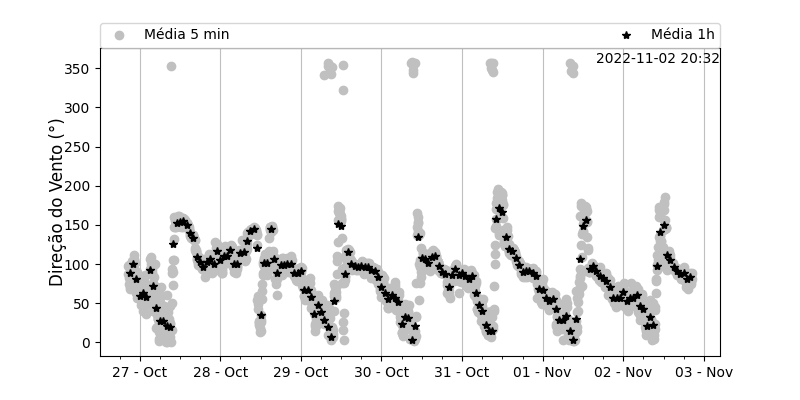 Média 5 min
Média 1h
2022-11-02 20:32
Direção do Vento (°)
350
300
250
200
150
100
50
0
27 - Oct
28 - Oct
29 - Oct
30 - Oct
31 - Oct
01 - Nov
02 - Nov
03 - Nov